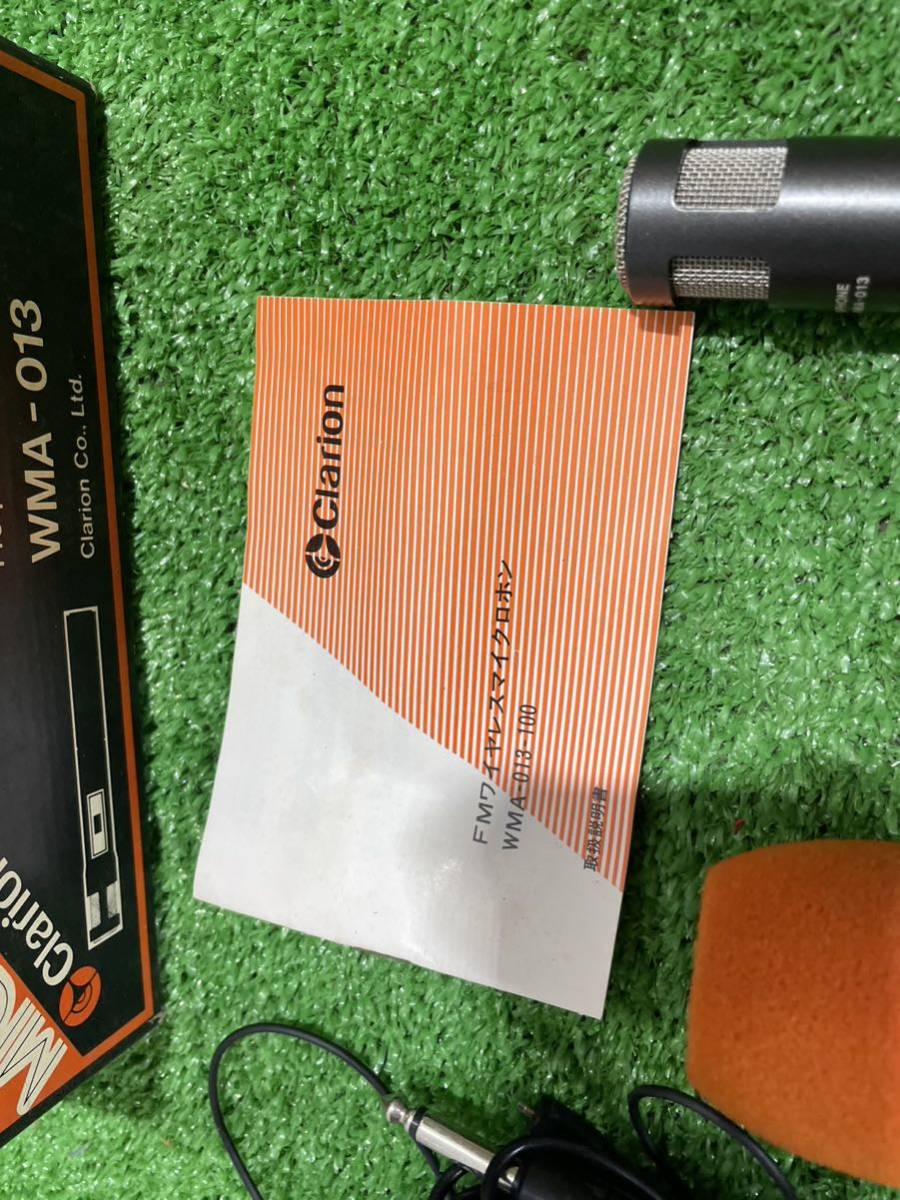 WMA-013
Clarion Co., Ltd.
Clarion
Clarion
FMワイヤレスマイクロホン
WMA-013-100
取扱説明書